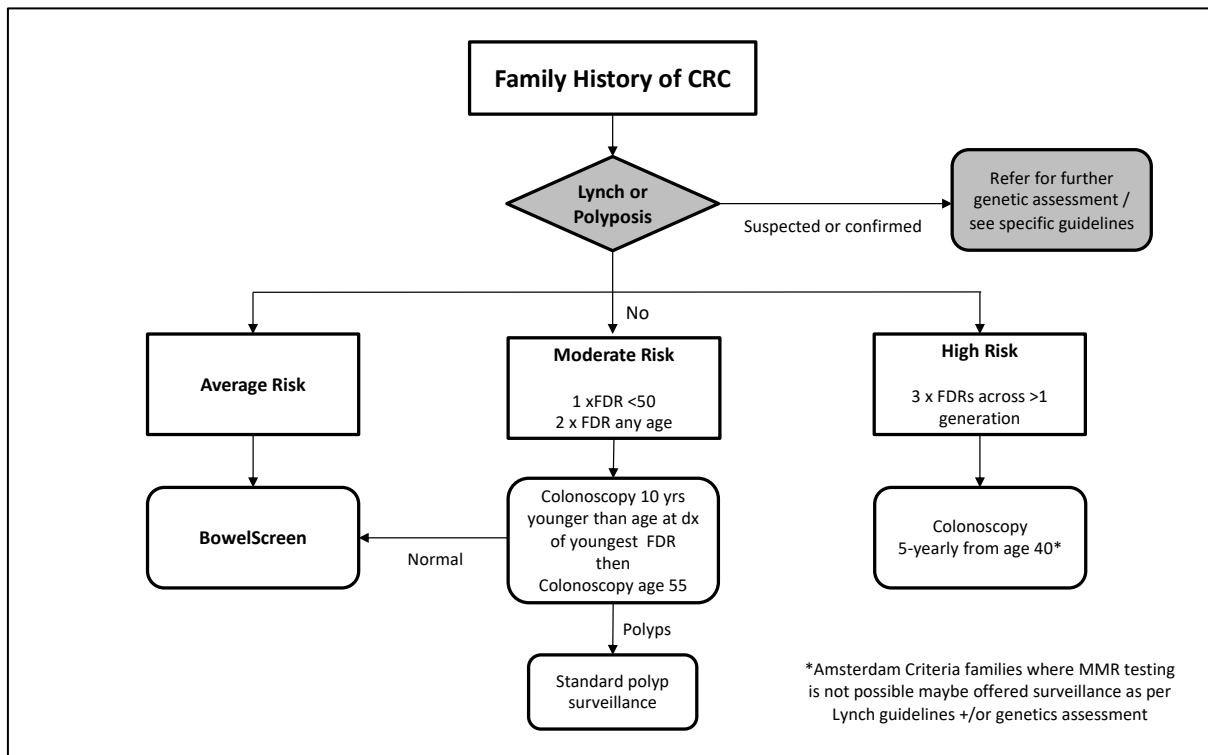 Family History of CRC
Lynch or
Polyposis
Suspected or confirmed
Refer for further
genetic assessment /
see specific guidelines
No
Average Risk
Moderate Risk
1 xFDR <50
2 x FDR any age
High Risk
3 x FDRs across >1
generation
BowelScreen
Normal
Colonoscopy 10 yrs
younger than age at dx
of youngest FDR
then
Colonoscopy age 55
Colonoscopy
5-yearly from age 40*
Polyps
Standard polyp
surveillance
*Amsterdam Criteria families where MMR testing
is not possible maybe offered surveillance as per
Lynch guidelines +/or genetics assessment